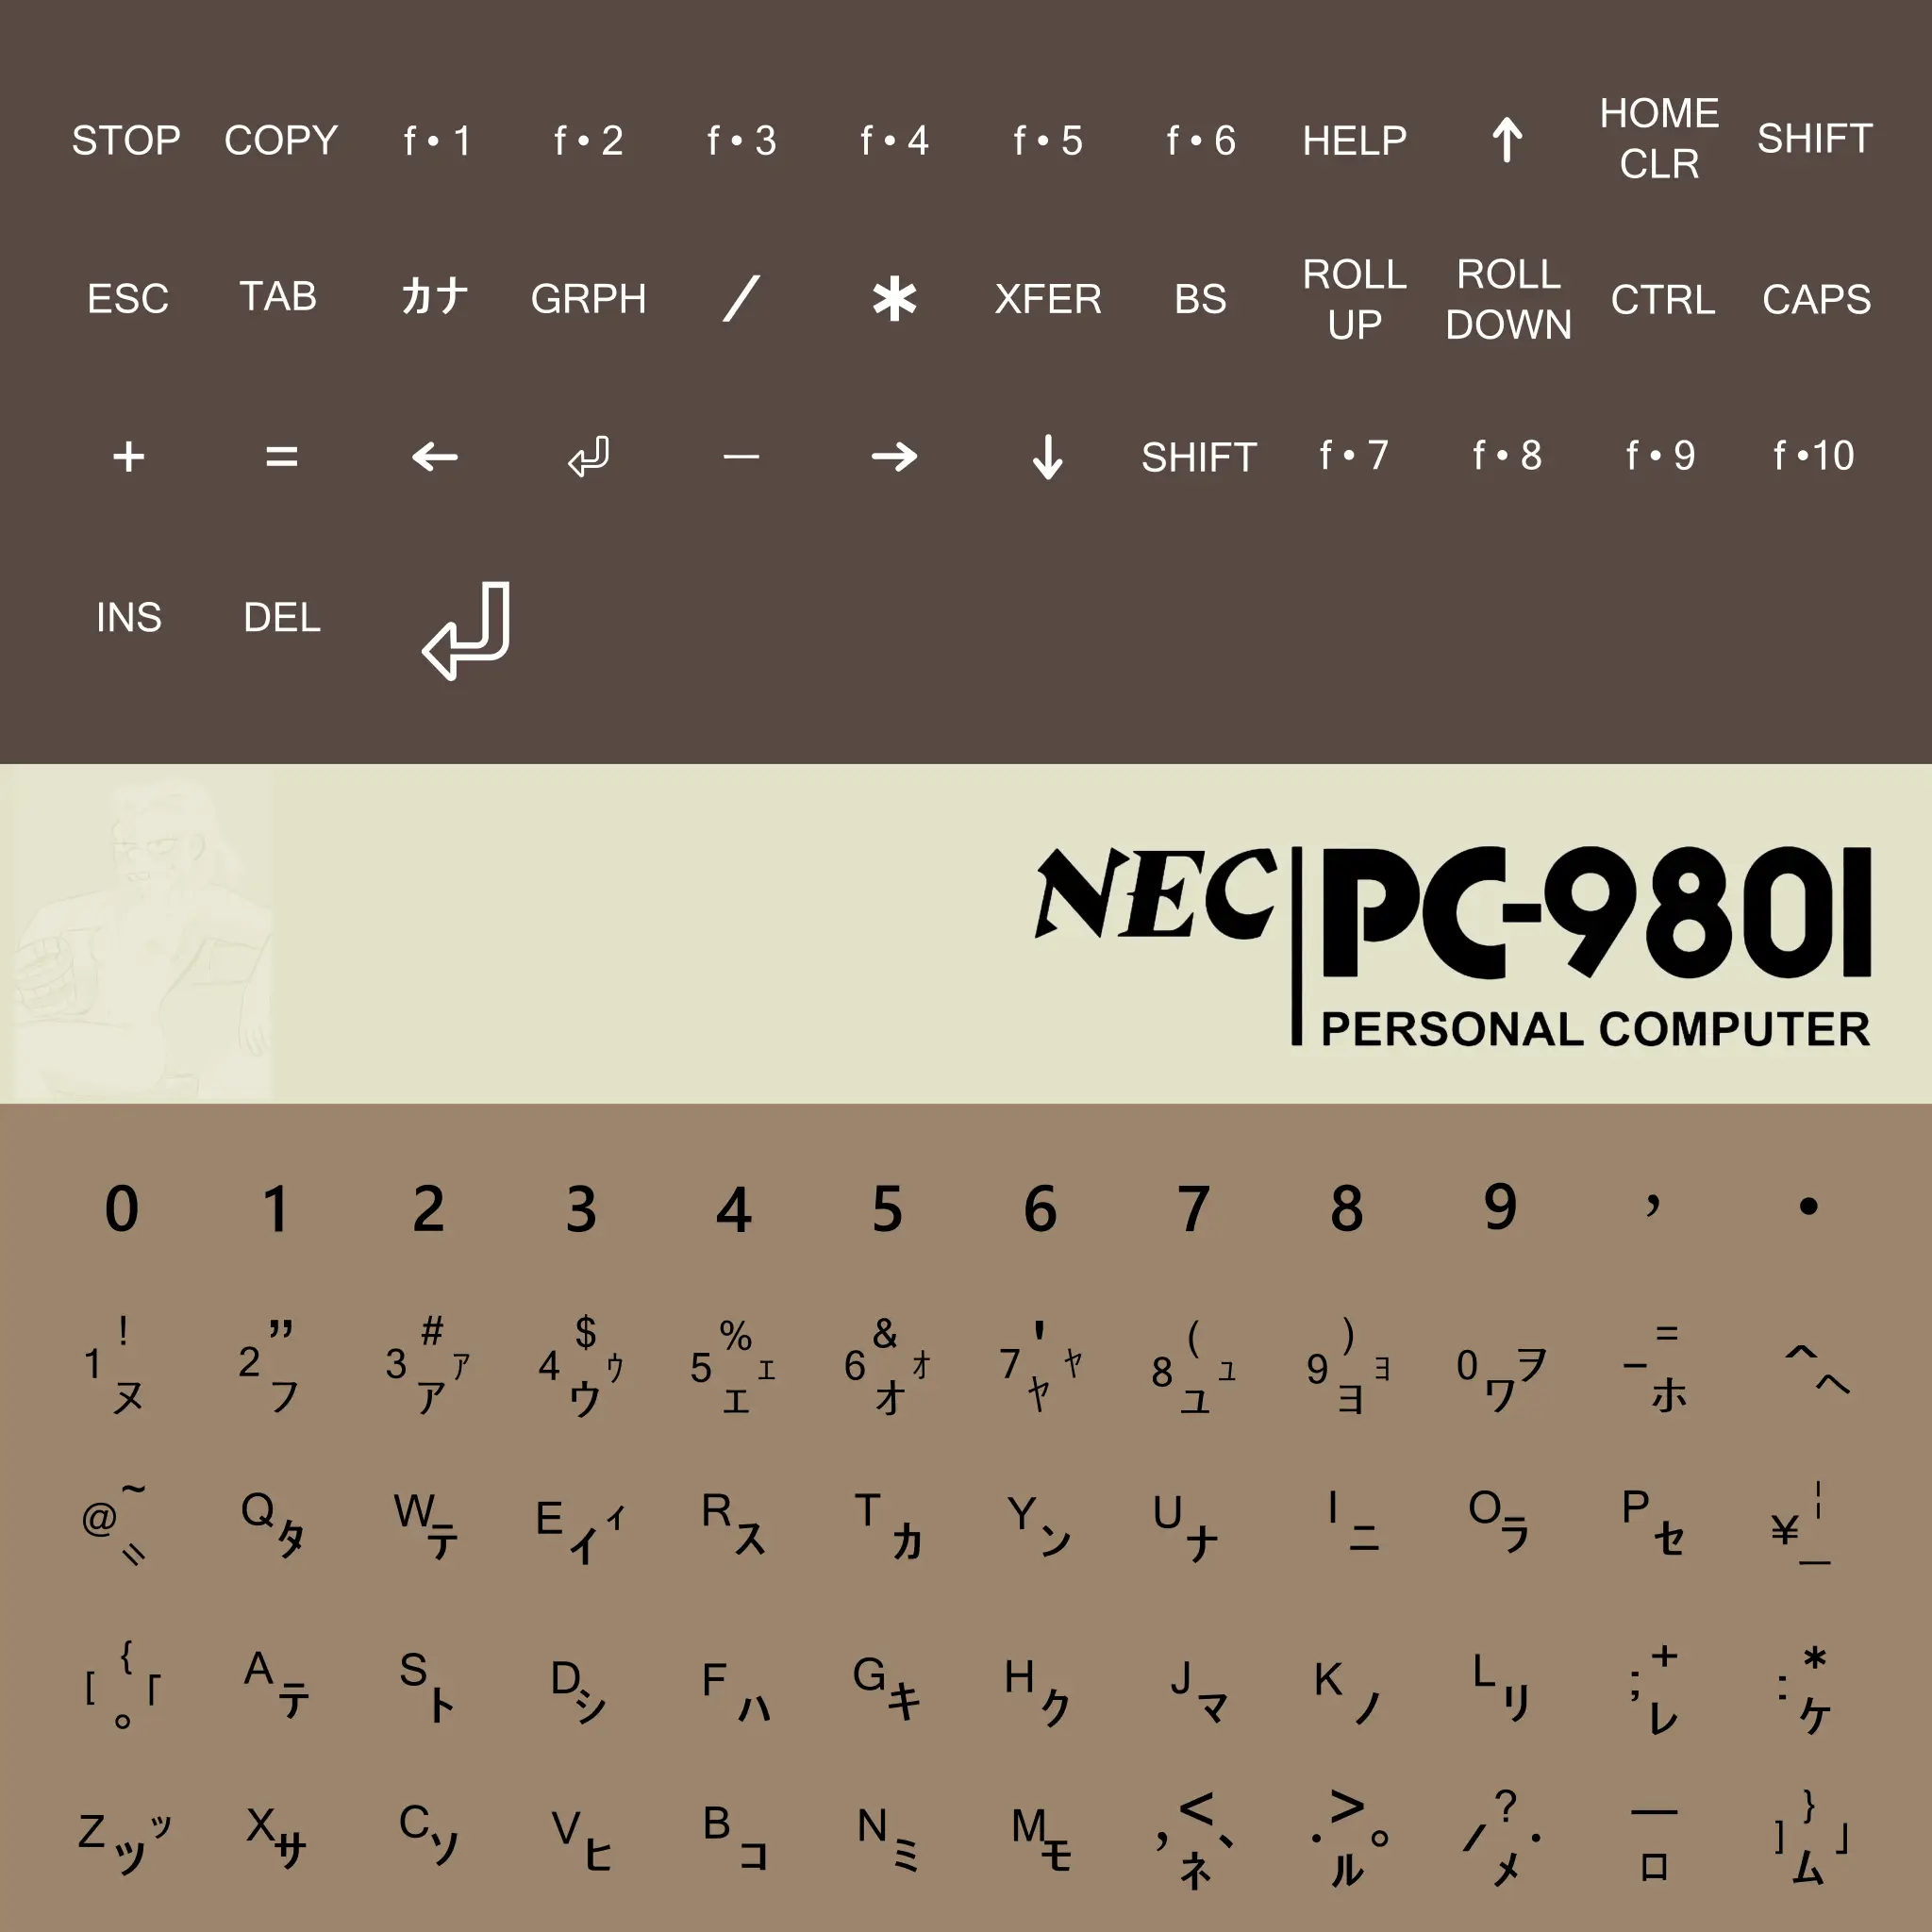 STOP COPY f・1 f・2 f・3 f・4 f・5 f・6 HELP ↑ HOME CLR SHIFT
ESC TAB カナ GRPH / * XFER BS ROLL UP ROLL DOWN CTRL CAPS
+ = ← ⏎ — → ↓ SHIFT f・7 f・8 f・9 f・10
INS DEL ⏎
NEC PC-9801
PERSONAL COMPUTER
0 1 2 3 4 5 6 7 8 9 , •
1 ! ヌ 2 ” フ 3 # ァ ア 4 $ ゥ ウ 5 % ェ エ 6 & ォ オ 7 ' ャ ヤ 8 ( ュ ユ 9 ) ョ ヨ 0 ヲ ワ − = ホ ^ ヘ
@ ~ 〃 Q タ W テ E ィ イ R ス T カ Y ン U ナ I ニ O ラ P セ ¥ ¦ _
[ { ｢ ° A テ S ト D シ F ハ G キ H ク J マ K ノ L リ ; + レ : * ケ
Z ッ ツ X サ C ソ V ヒ B コ N ミ M モ , < 、 ネ . > 。 ル / ? ・ メ — ロ ] } ｣ ム